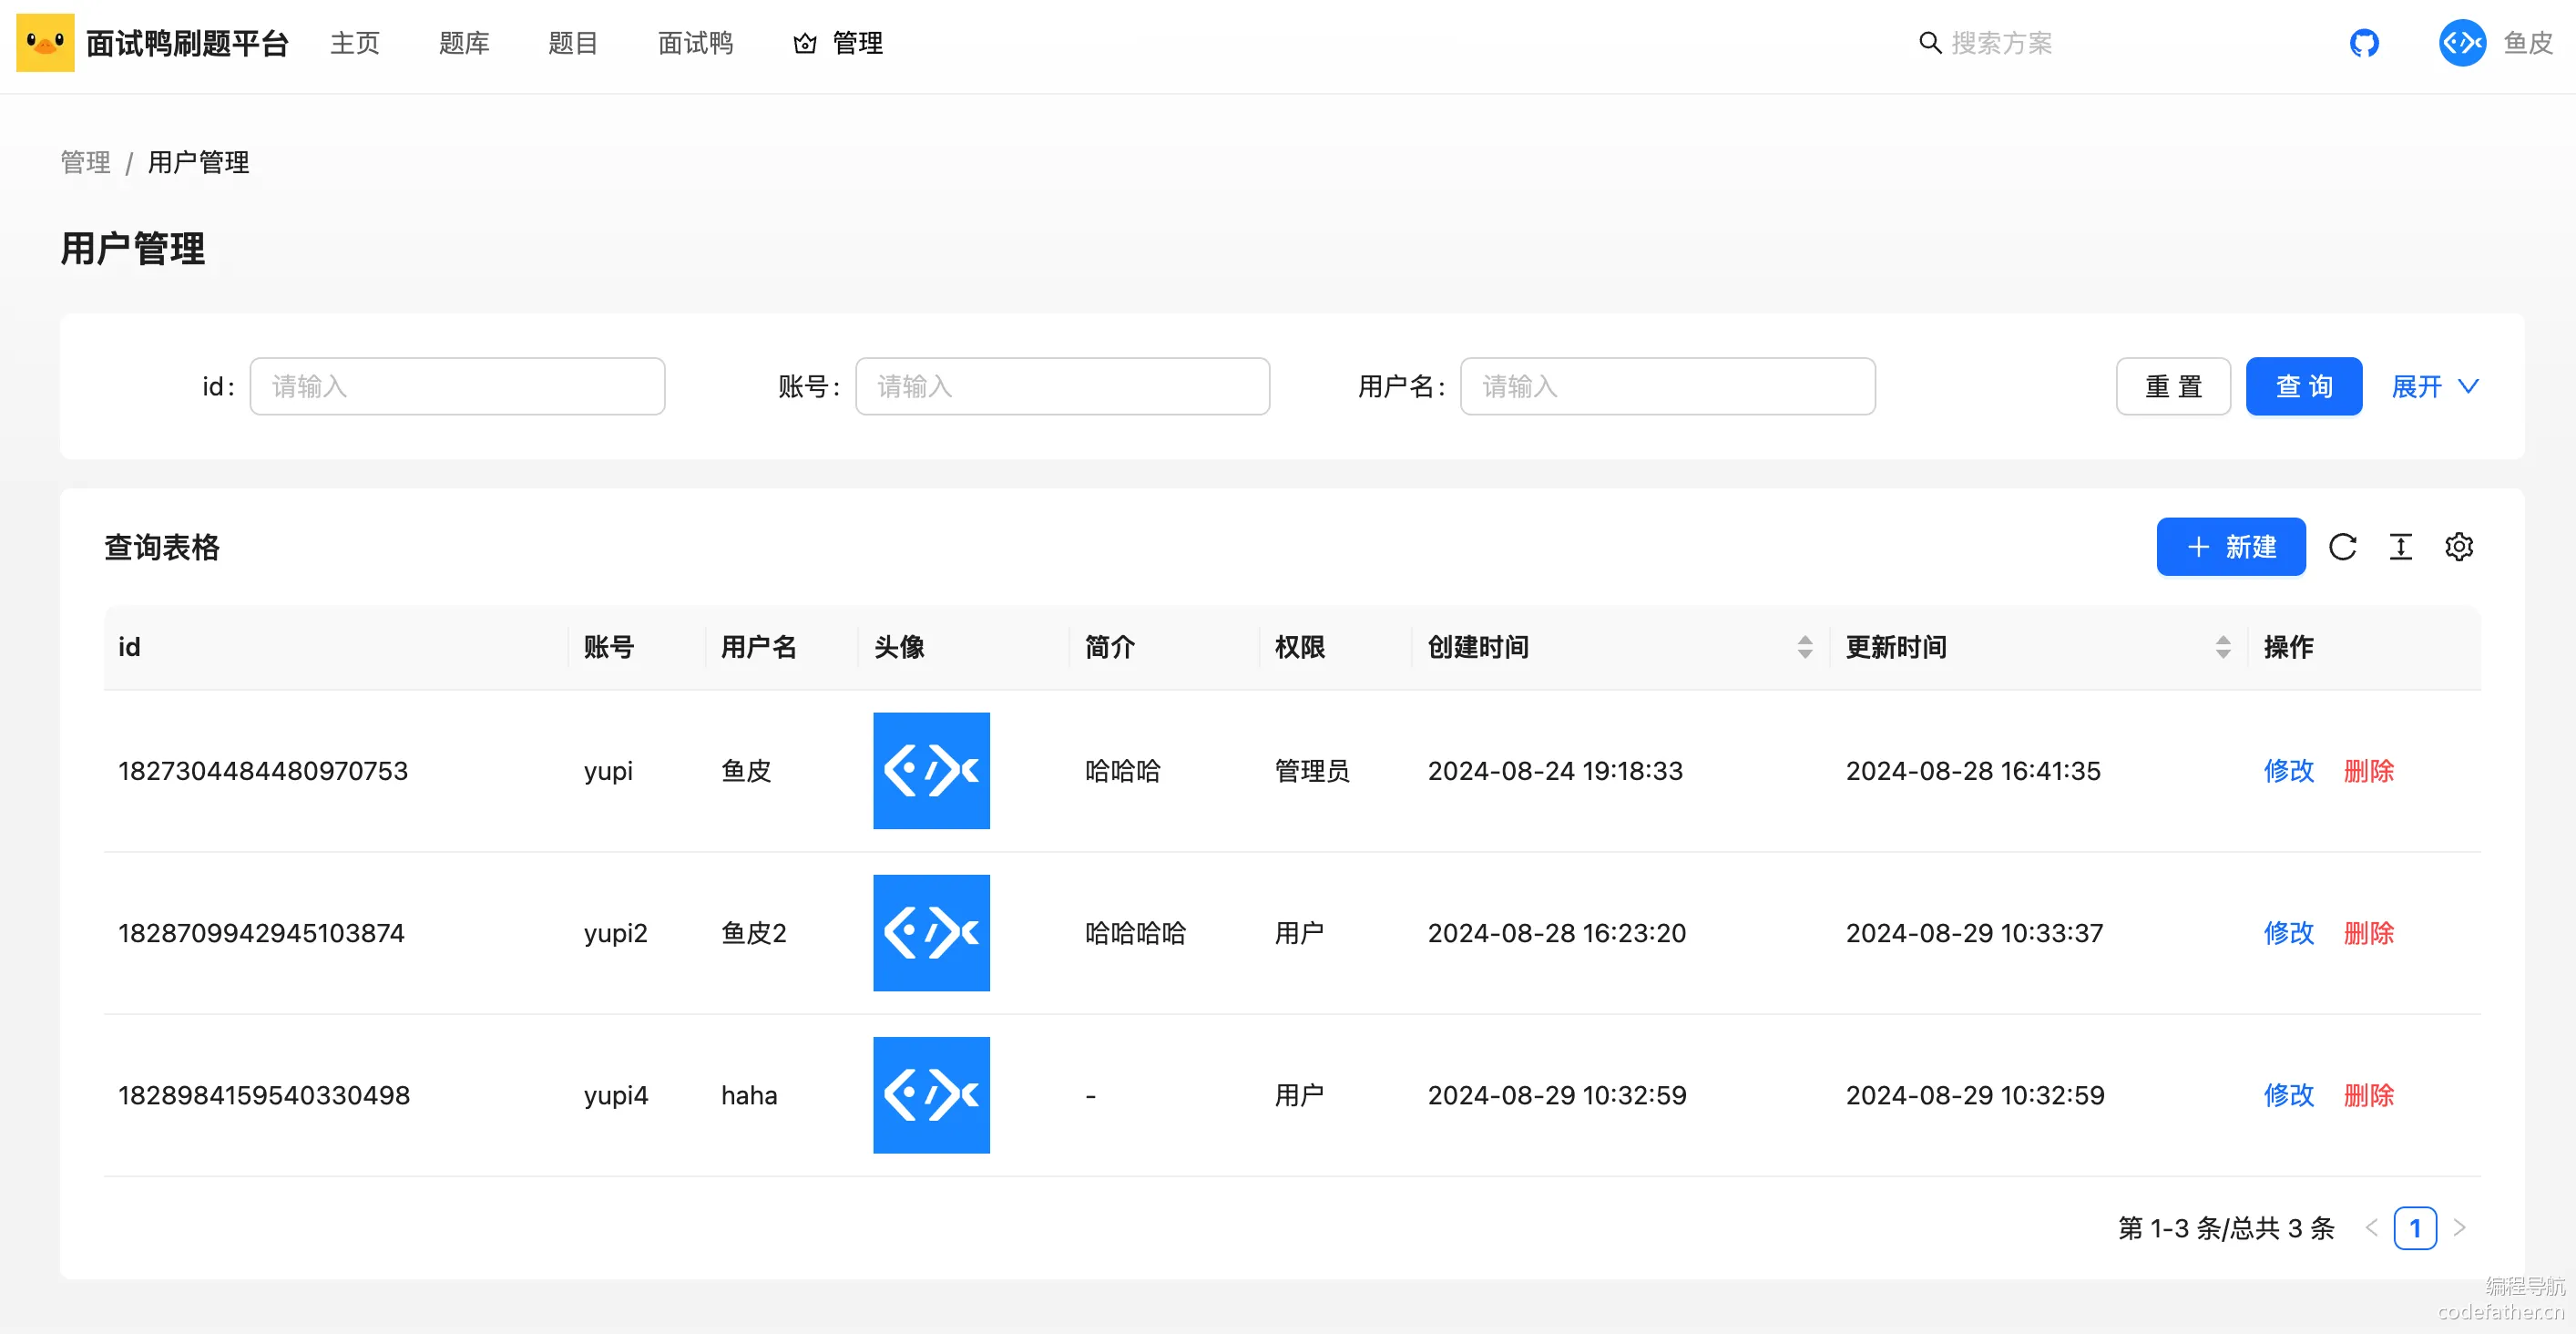 面试鸭刷题平台 主页 题库 题目 面试鸭 管理 搜索方案 鱼皮
管理 / 用户管理
用户管理
id: 请输入 账号: 请输入 用户名: 请输入 重置 查询 展开
查询表格 + 新建
id 账号 用户名 头像 简介 权限 创建时间 更新时间 操作
1827304484480970753 yupi 鱼皮 哈哈哈 管理员 2024-08-24 19:18:33 2024-08-28 16:41:35 修改 删除
1828709942945103874 yupi2 鱼皮2 哈哈哈哈 用户 2024-08-28 16:23:20 2024-08-29 10:33:37 修改 删除
1828984159540330498 yupi4 haha - 用户 2024-08-29 10:32:59 2024-08-29 10:32:59 修改 删除
第 1-3 条/总共 3 条 < 1 >
编程导航
codefather.cn